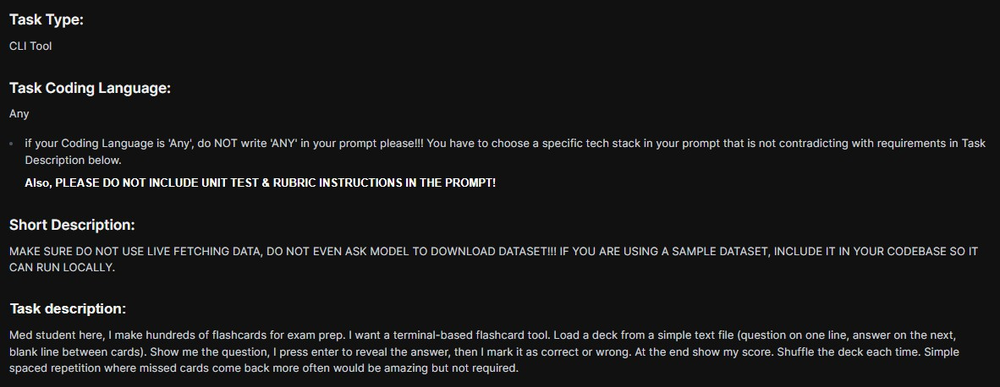 Task Type:
CLI Tool
Task Coding Language:
Any
if your Coding Language is 'Any', do NOT write 'ANY' in your prompt please!!! You have to choose a specific tech stack in your prompt that is not contradicting with requirements in Task
Description below.
Also, PLEASE DO NOT INCLUDE UNIT TEST & RUBRIC INSTRUCTIONS IN THE PROMPT!
Short Description:
MAKE SURE DO NOT USE LIVE FETCHING DATA, DO NOT EVEN ASK MODEL TO DOWNLOAD DATASET!!! IF YOU ARE USING A SAMPLE DATASET, INCLUDE IT IN YOUR CODEBASE SO IT
CAN RUN LOCALLY.
Task description:
Med student here, I make hundreds of flashcards for exam prep. I want a terminal-based flashcard tool. Load a deck from a simple text file (question on one line, answer on the next,
blank line between cards). Show me the question, I press enter to reveal the answer, then I mark it as correct or wrong. At the end show my score. Shuffle the deck each time. Simple
spaced repetition where missed cards come back more often would be amazing but not required.